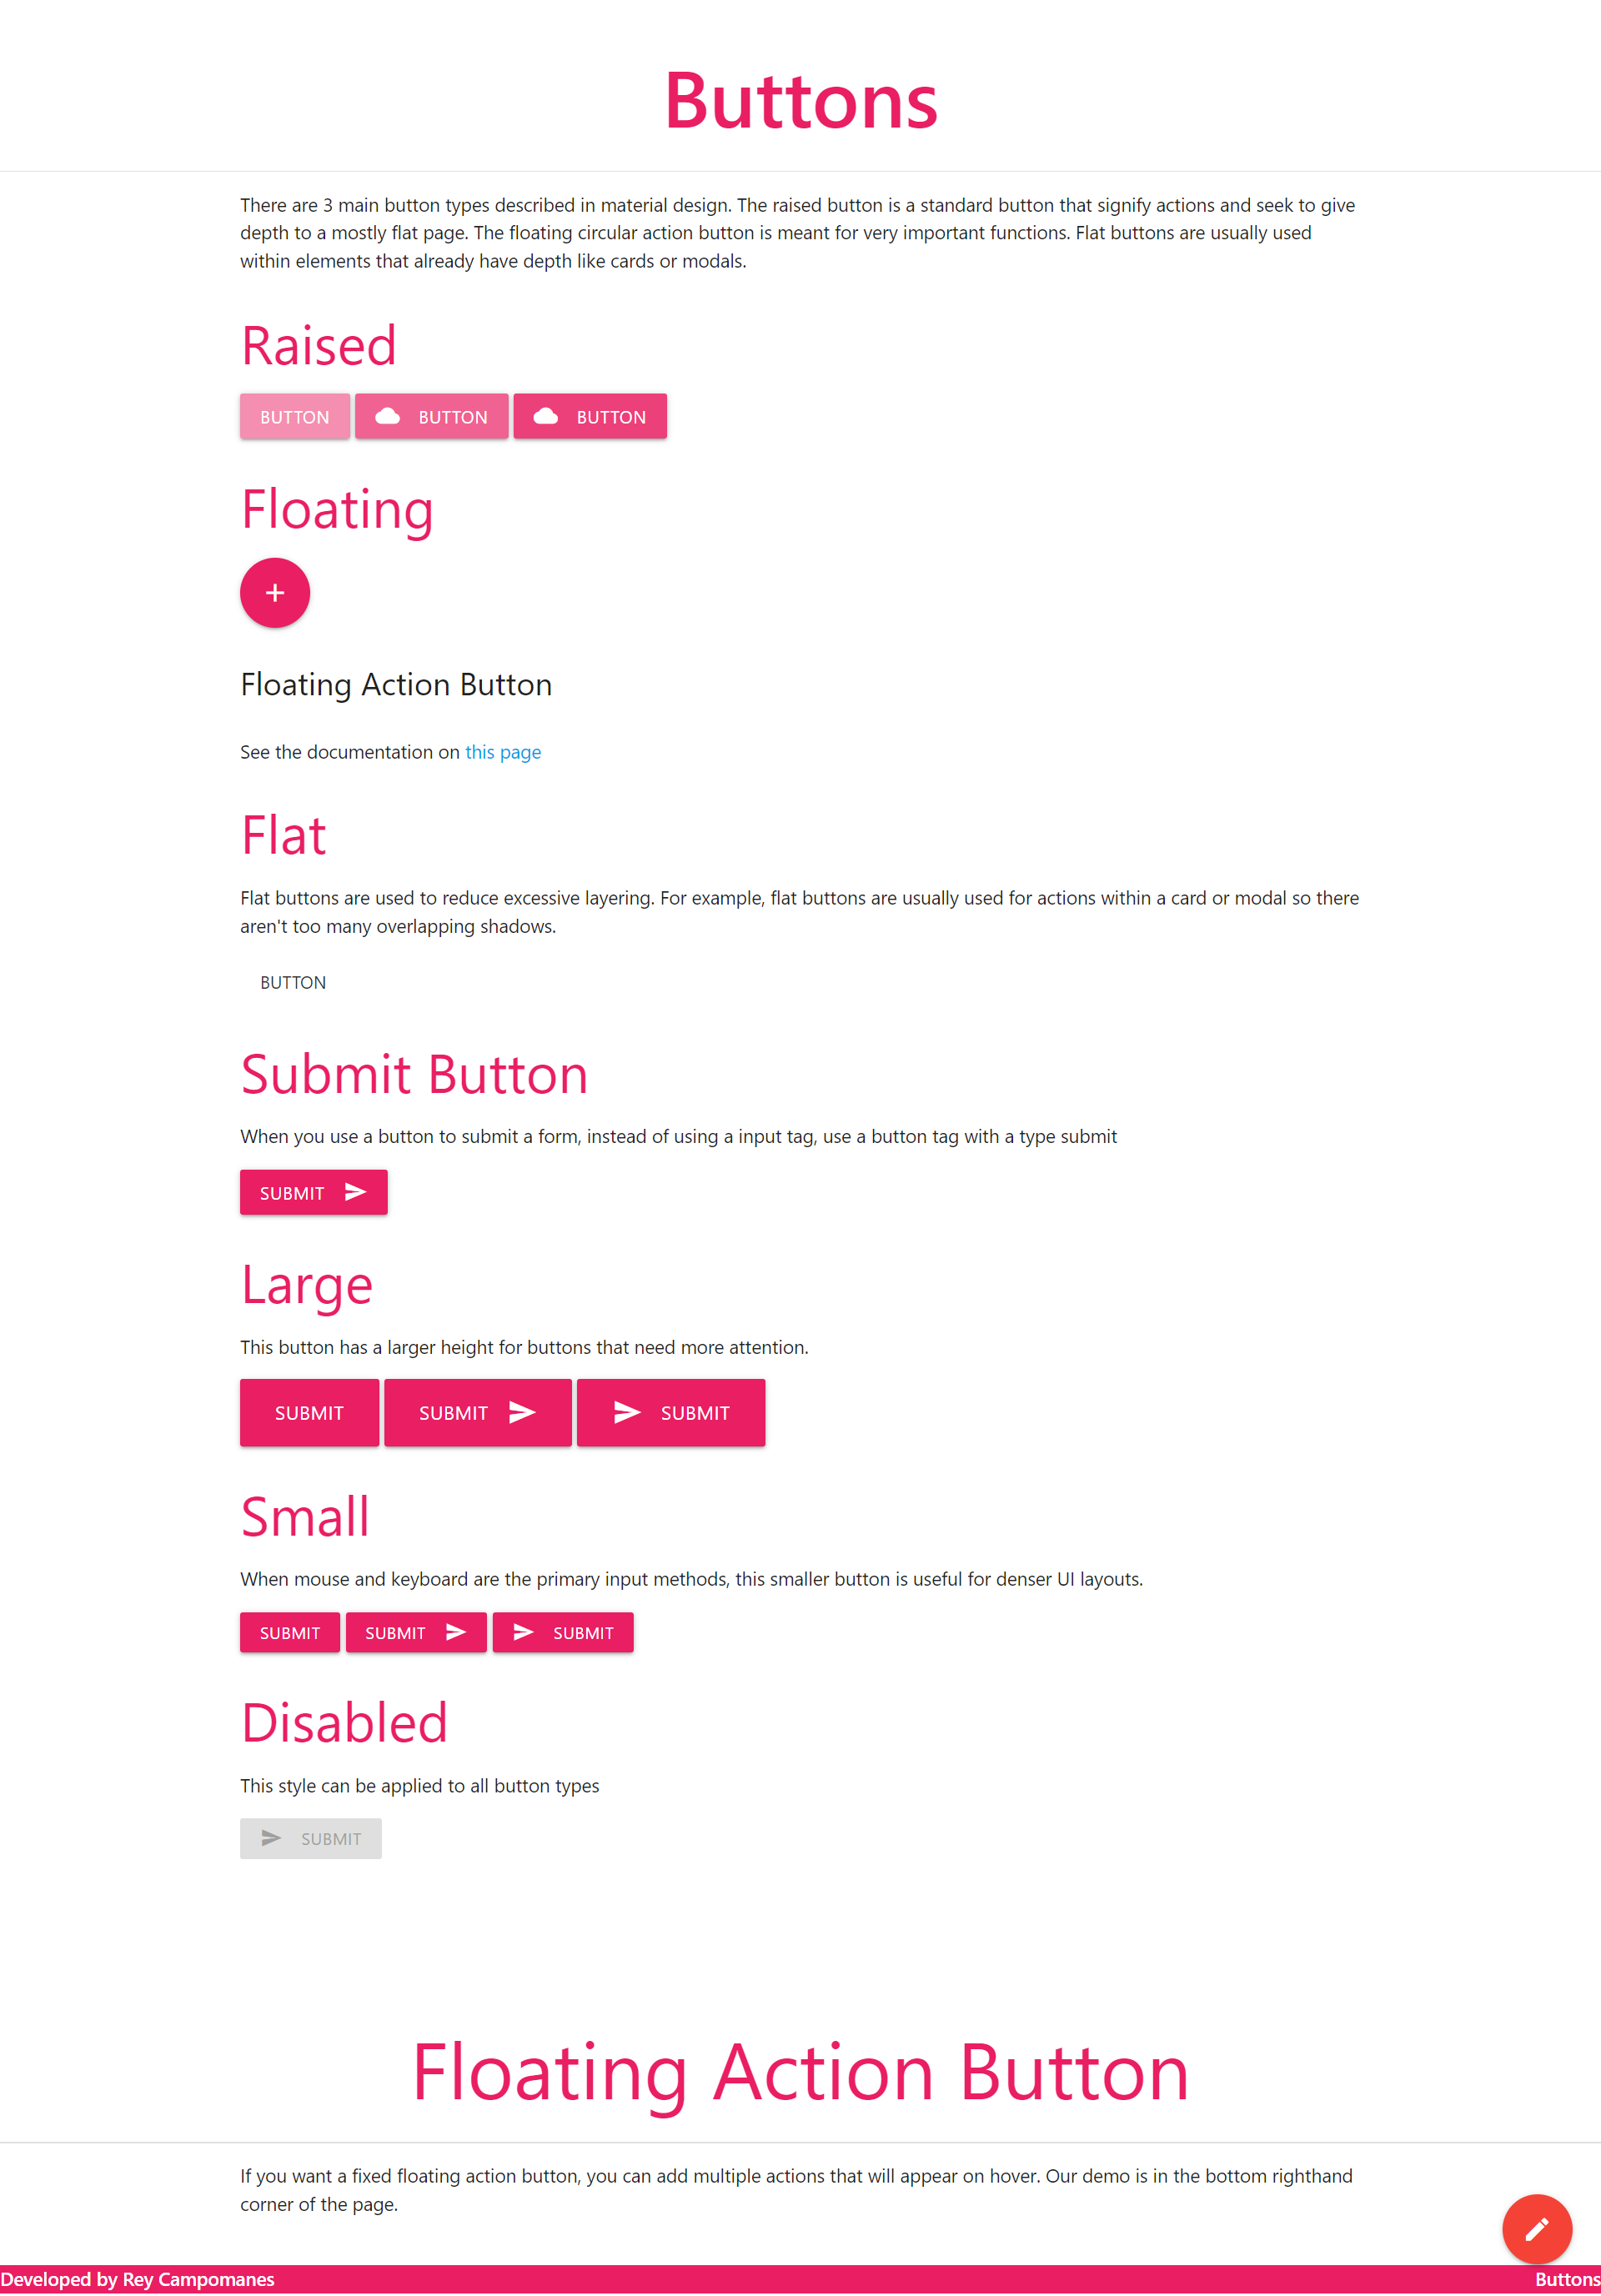 Buttons
There are 3 main button types described in material design. The raised button is a standard button that signify actions and seek to give
depth to a mostly flat page. The floating circular action button is meant for very important functions. Flat buttons are usually used
within elements that already have depth like cards or modals.
Raised
BUTTON BUTTON BUTTON
Floating
+
Floating Action Button
See the documentation on this page
Flat
Flat buttons are used to reduce excessive layering. For example, flat buttons are usually used for actions within a card or modal so there
aren't too many overlapping shadows.
BUTTON
Submit Button
When you use a button to submit a form, instead of using a input tag, use a button tag with a type submit
SUBMIT
Large
This button has a larger height for buttons that need more attention.
SUBMIT SUBMIT SUBMIT
Small
When mouse and keyboard are the primary input methods, this smaller button is useful for denser UI layouts.
SUBMIT SUBMIT SUBMIT
Disabled
This style can be applied to all button types
SUBMIT
Floating Action Button
If you want a fixed floating action button, you can add multiple actions that will appear on hover. Our demo is in the bottom righthand
corner of the page.
Developed by Rey Campomanes Buttons